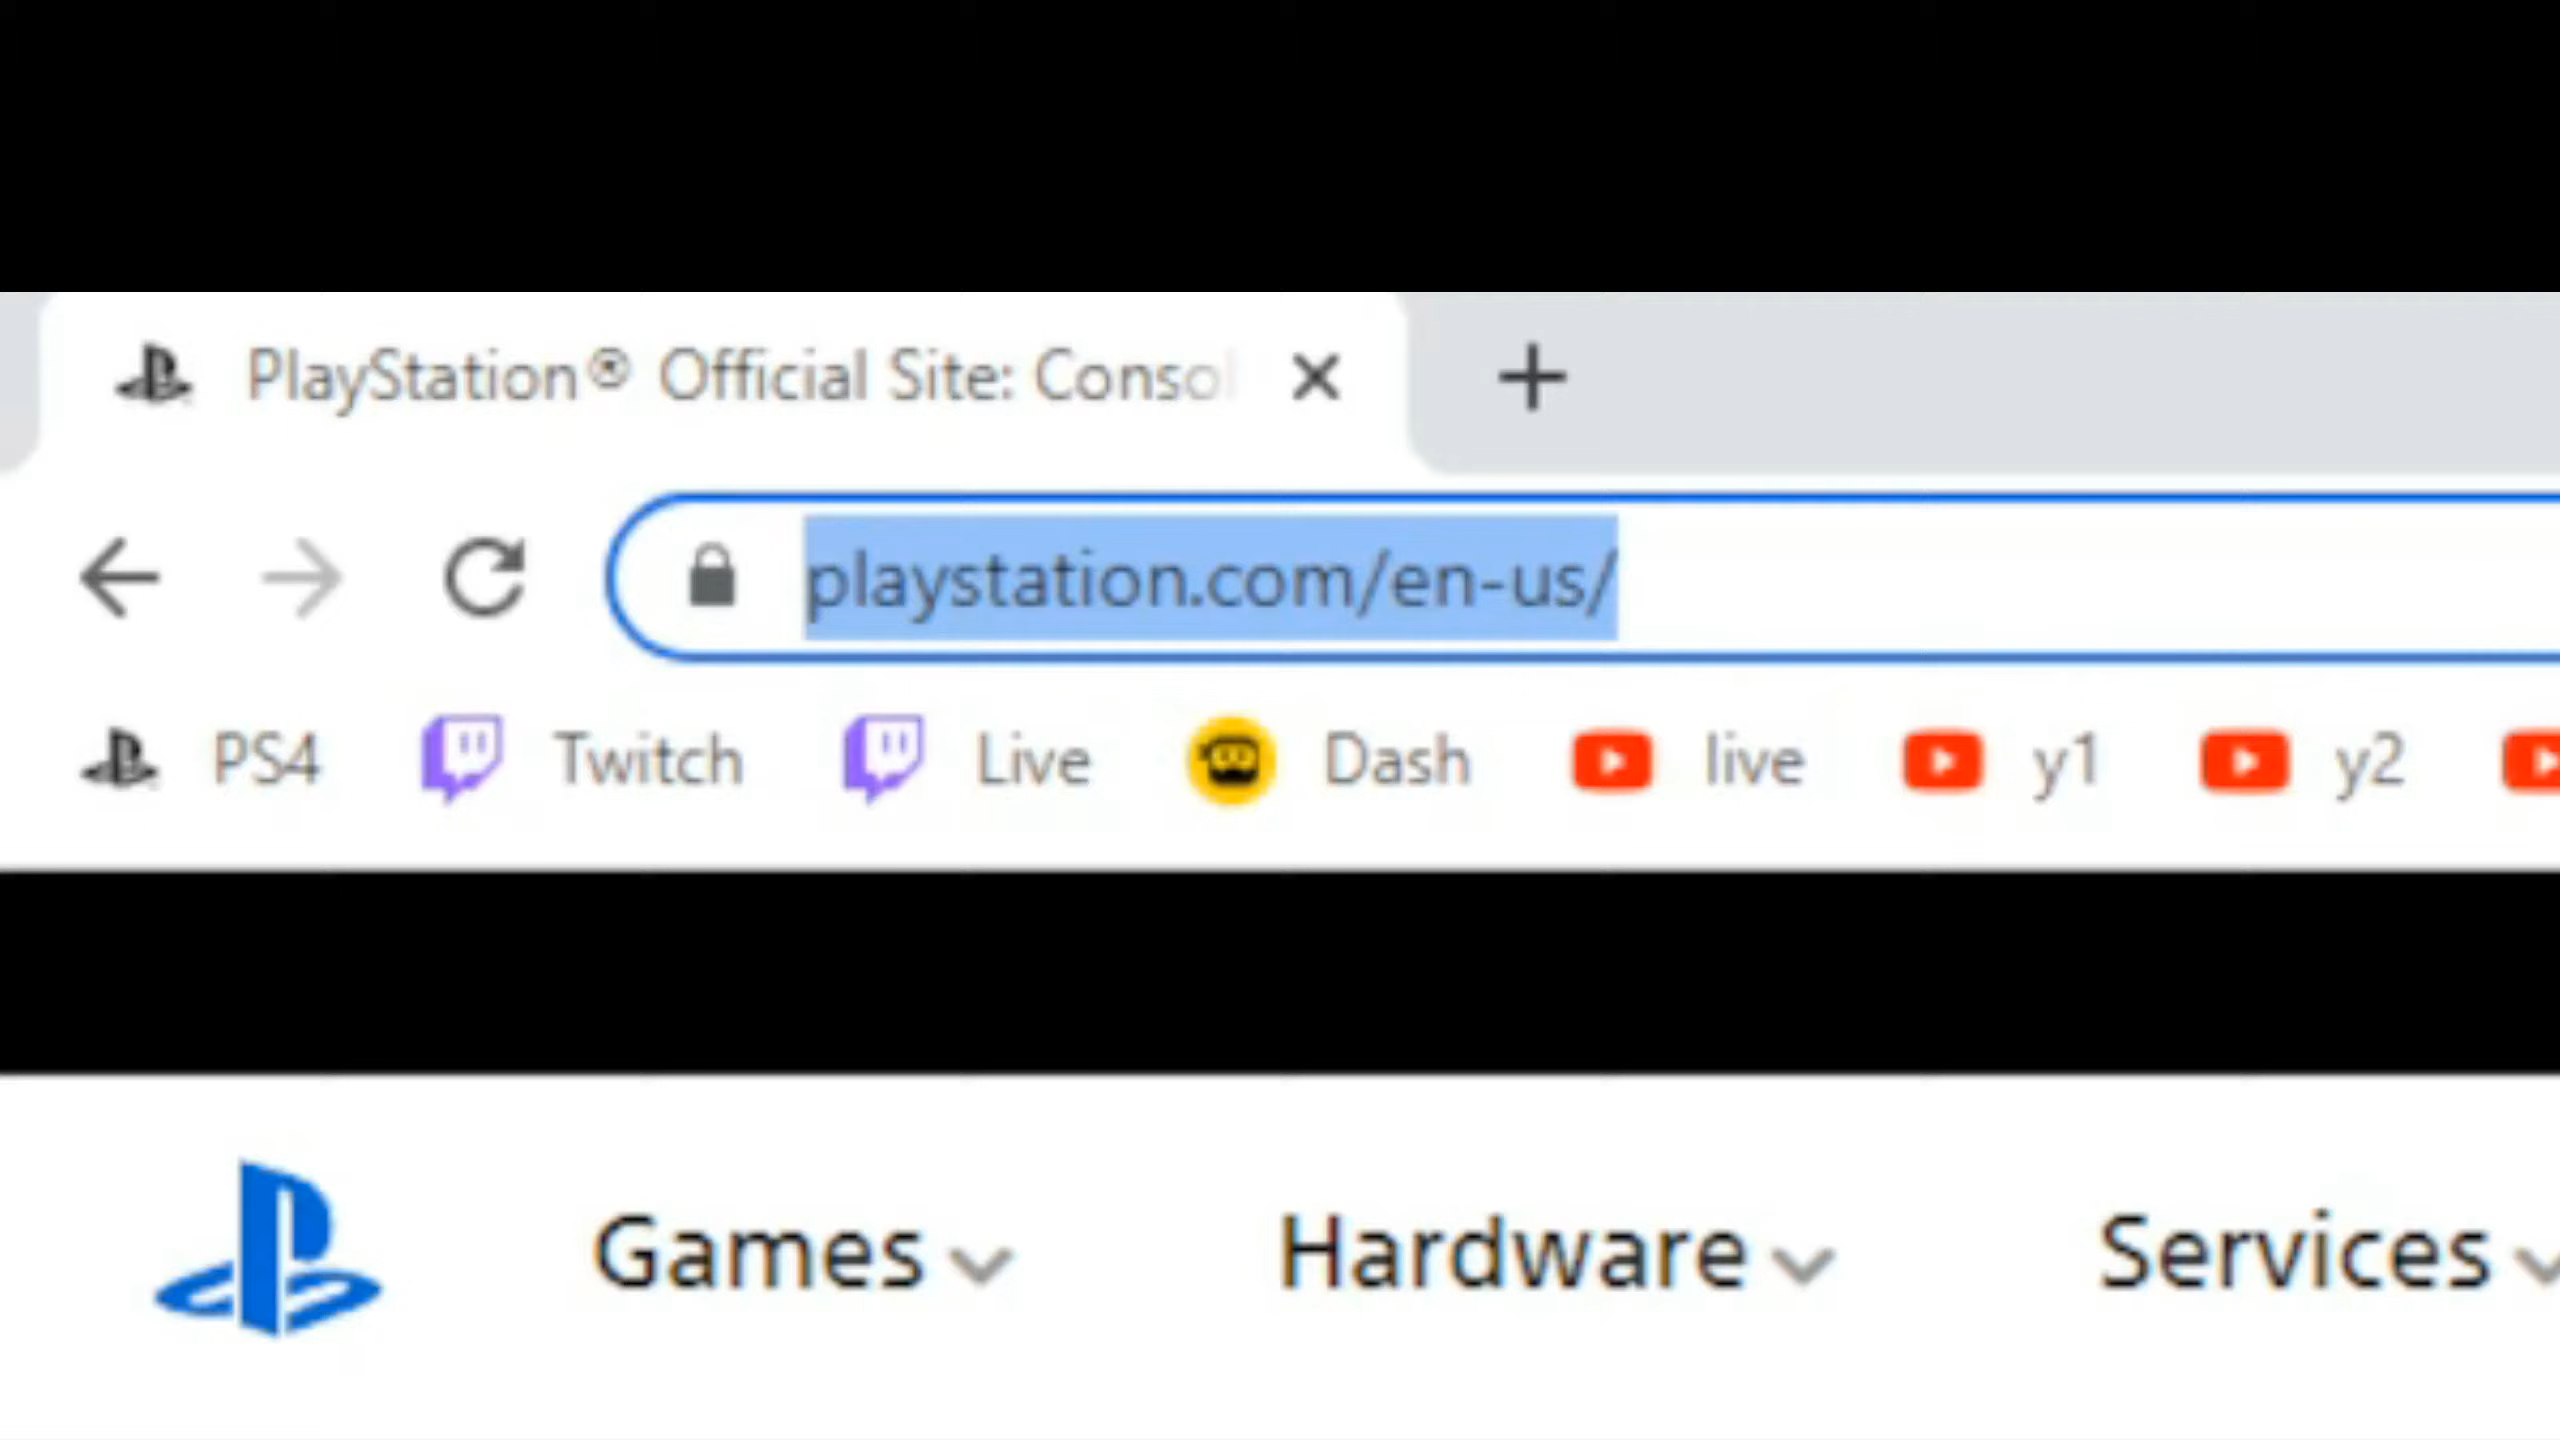 PlayStation® Official Site: Consol
playstation.com/en-us/
PS4 Twitch Live Dash live y1 y2
Games Hardware Services